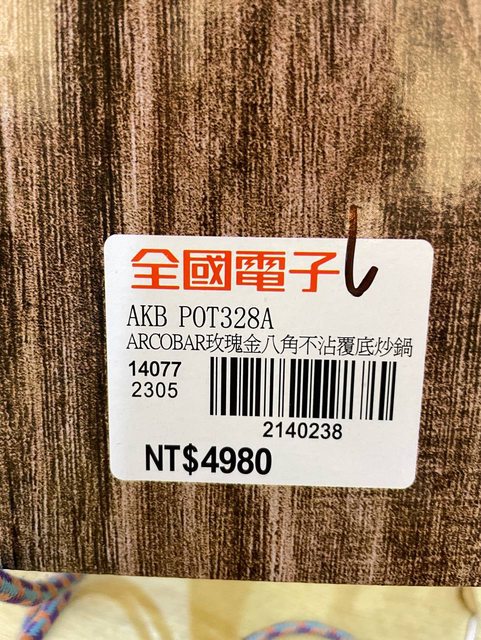 全國電子
AKB POT328A
ARCOBAR玫瑰金八角不沾覆底炒鍋
14077
2305
2140238
NT$4980